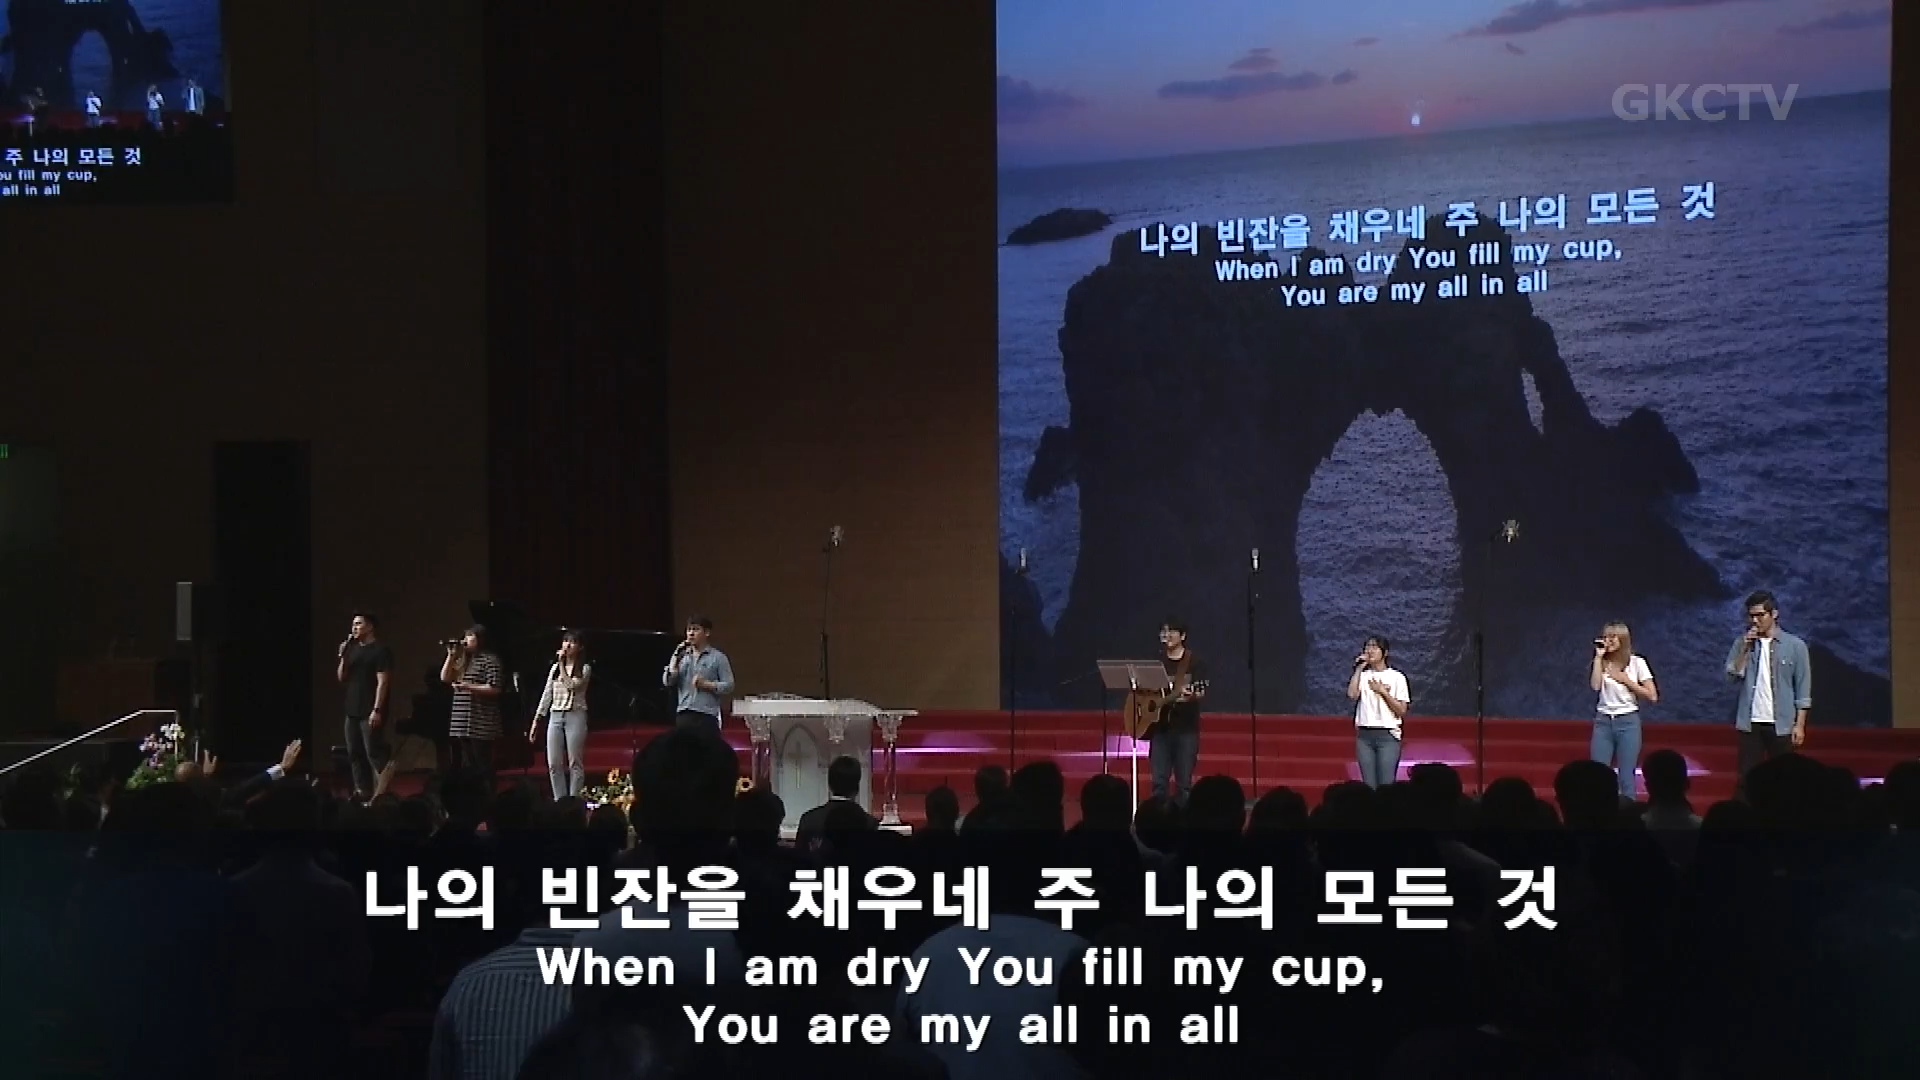 GKCTV
주 나의 모든 것
ou fill my cup,
all in all
나의 빈잔을 채우네 주 나의 모든 것
When I am dry You fill my cup,
You are my all in all
나의 빈잔을 채우네 주 나의 모든 것
When I am dry You fill my cup,
You are my all in all